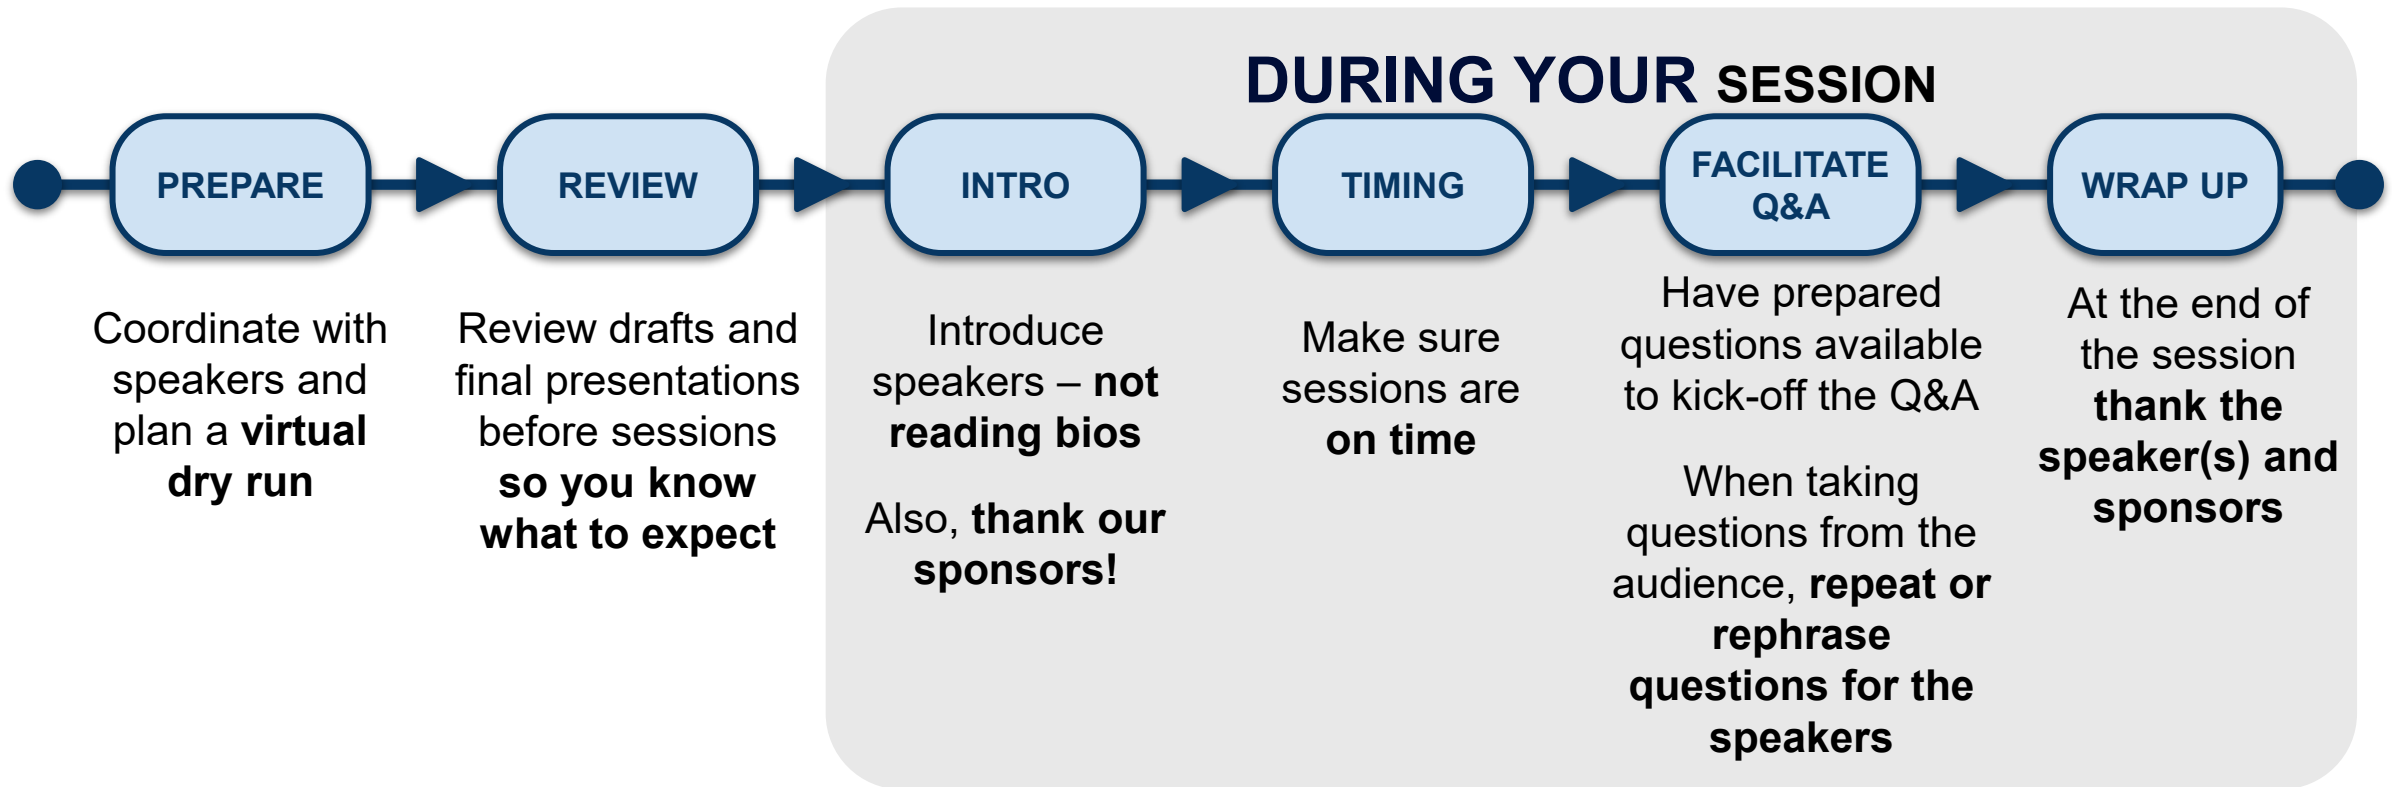 DURING YOUR SESSION
PREPARE
Coordinate with
speakers and
plan a virtual
dry run
REVIEW
Review drafts and
final presentations
before sessions
so you know
what to expect
INTRO
Introduce
speakers – not
reading bios
Also, thank our
sponsors!
TIMING
Make sure
sessions are
on time
FACILITATE
Q&A
Have prepared
questions available
to kick-off the Q&A
When taking
questions from the
audience, repeat or
rephrase
questions for the
speakers
WRAP UP
At the end of
the session
thank the
speaker(s) and
sponsors